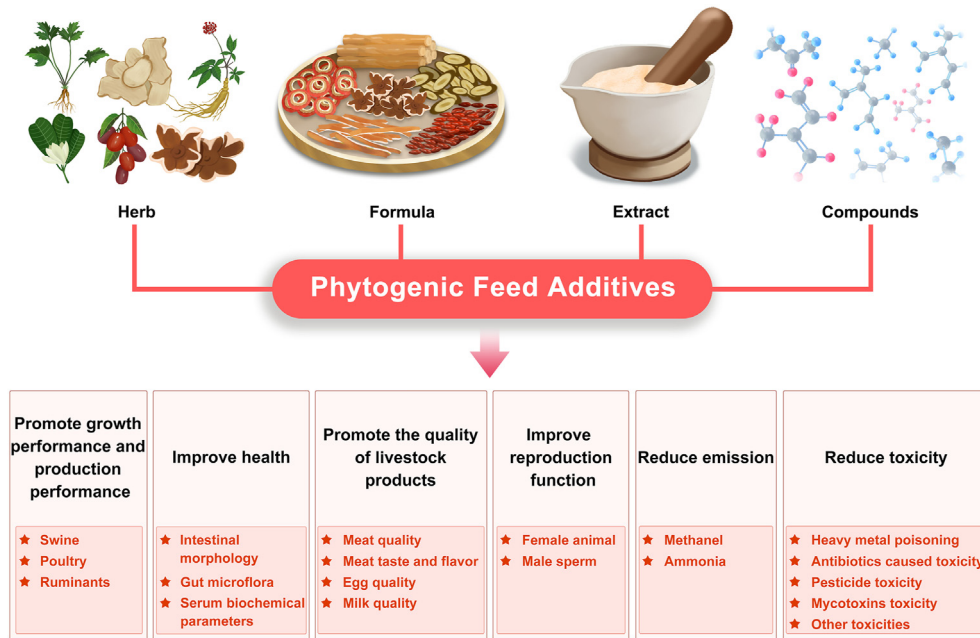 Herb
Formula
Extract
Compounds
Phytogenic Feed Additives
Promote growth
performance and
production
performance
Swine
Poultry
Ruminants
Improve health
Intestinal
morphology
Gut microflora
Serum biochemical
parameters
Promote the quality
of livestock
products
Meat quality
Meat taste and flavor
Egg quality
Milk quality
Improve
reproduction
function
Female animal
Male sperm
Reduce emission
Methanel
Ammonia
Reduce toxicity
Heavy metal poisoning
Antibiotics caused toxicity
Pesticide toxicity
Mycotoxins toxicity
Other toxicities